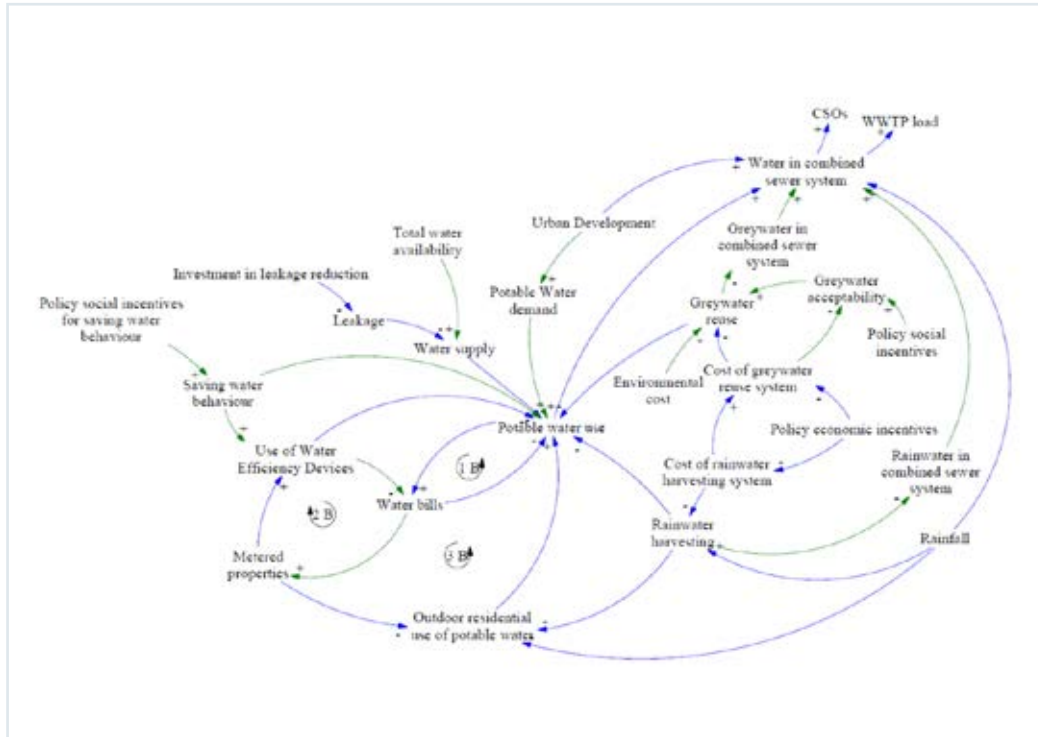 CSOs
WWTP load
Water in combined
sewer system
Urban Development
Total water
availability
Greywater in
combined sewer
system
Investment in leakage reduction
Potable Water
demand
Greywater
acceptability
Policy social incentives
for saving water
behaviour
Leakage
Greywater
reuse
Water supply
Policy social
incentives
Saving water
behaviour
Environmental
cost
Cost of greywater
reuse system
Potable water use
Policy economic incentives
Use of Water
Efficiency Devices
1 B
Cost of rainwater
harvesting system
Rainwater in
combined sewer
system
Water bills
2 B
Rainwater
harvesting
Rainfall
3 B
Metered
properties
Outdoor residential
use of potable water